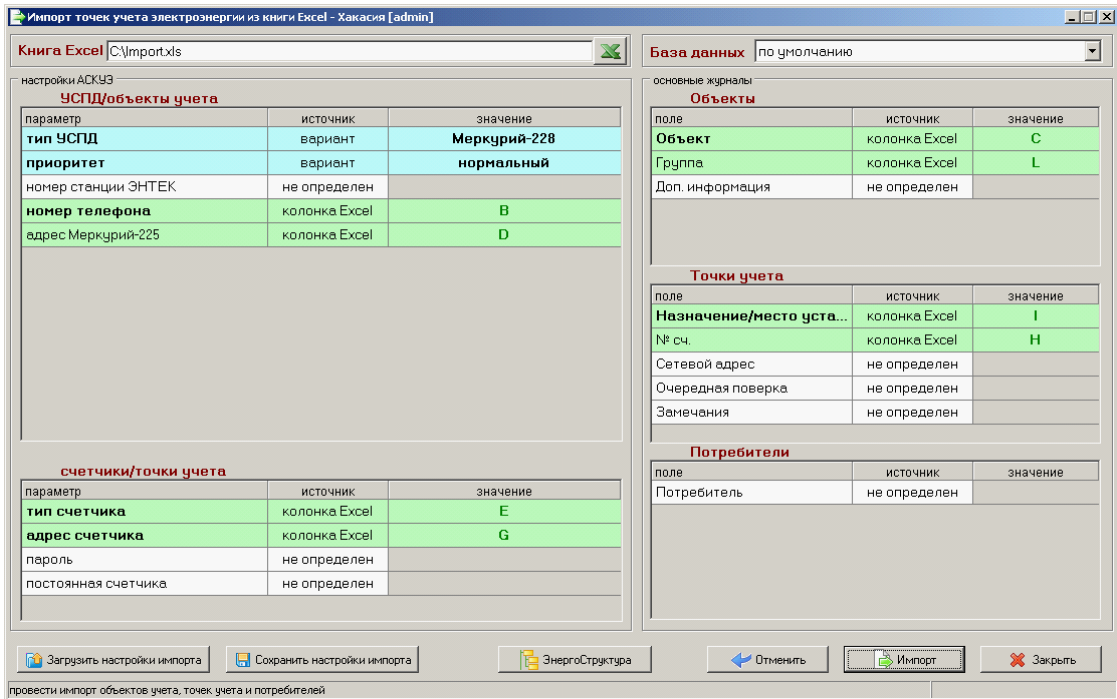 Импорт точек учета электроэнергии из книги Excel - Хакасия [admin]
Книга Excel C:\Import.xls
База данных по умолчанию
настройки АСКУЭ
УСПД/объекты учета
параметр источник значение
тип УСПД вариант Меркурий-228
приоритет вариант нормальный
номер станции ЭНТЕК не определен
номер телефона колонка Excel B
адрес Меркурий-225 колонка Excel D
счетчики/точки учета
параметр источник значение
тип счетчика колонка Excel E
адрес счетчика колонка Excel G
пароль не определен
постоянная счетчика не определен
основные журналы
Объекты
поле источник значение
Объект колонка Excel C
Группа колонка Excel L
Доп. информация не определен
Точки учета
поле источник значение
Назначение/место уста... колонка Excel I
№ сч. колонка Excel H
Сетевой адрес не определен
Очередная поверка не определен
Замечания не определен
Потребители
поле источник значение
Потребитель не определен
Загрузить настройки импорта Сохранить настройки импорта ЭнергоСтруктура Отменить Импорт Закрыть
провести импорт объектов учета, точек учета и потребителей